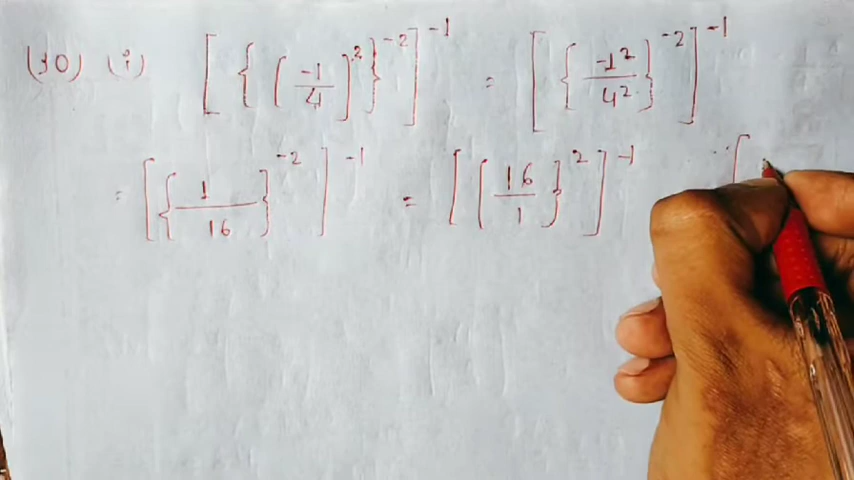 (30) (i) [{(-1/4)^2}^-2]^-1 = [{-1^2/4^2}^-2]^-1
= [{1/16}^-2]^-1 = [{16/1}^2]^-1 = [